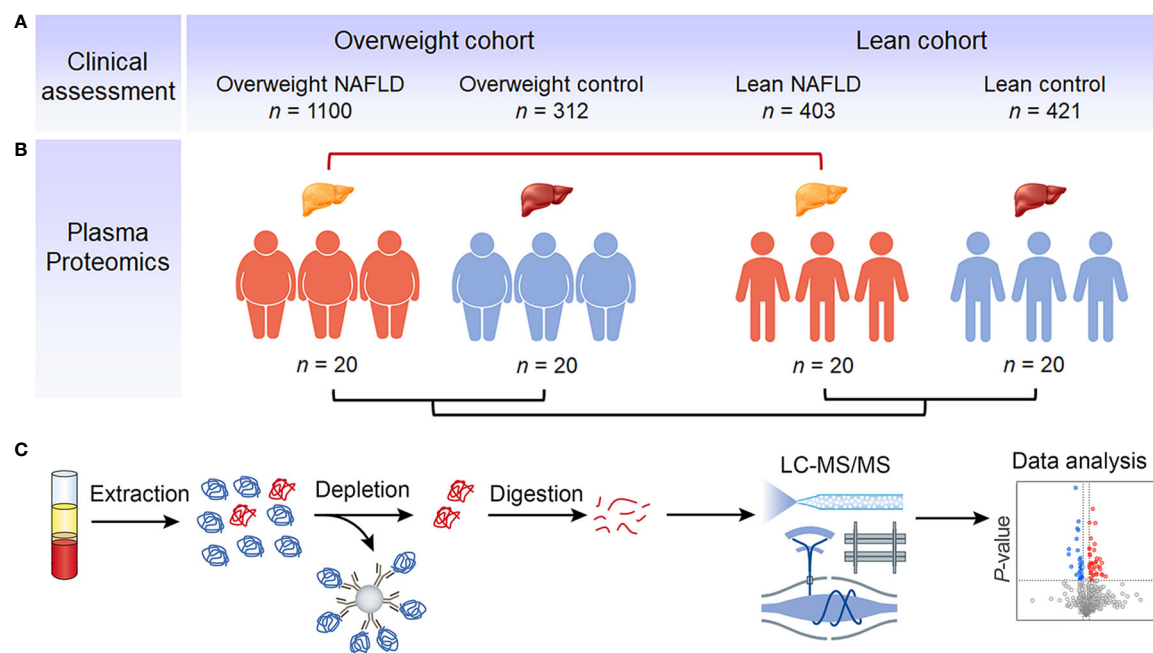 A
Clinical
assessment
Overweight cohort
Lean cohort
Overweight NAFLD
n = 1100
Overweight control
n = 312
Lean NAFLD
n = 403
Lean control
n = 421
B
Plasma
Proteomics
n = 20
n = 20
n = 20
n = 20
C
Extraction
Depletion
Digestion
LC-MS/MS
Data analysis
P-value